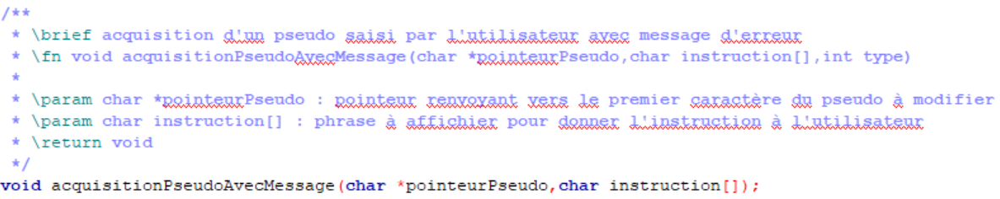 /**
 * \brief acquisition d'un pseudo saisi par l'utilisateur avec message d'erreur
 * \fn void acquisitionPseudoAvecMessage(char *pointeurPseudo,char instruction[],int type)
 *
 * \param char *pointeurPseudo : pointeur renvoyant vers le premier caractère du pseudo à modifier
 * \param char instruction[] : phrase à affichier pour donner l'instruction à l'utilisateur
 * \return void
 */
void acquisitionPseudoAvecMessage(char *pointeurPseudo,char instruction[]);